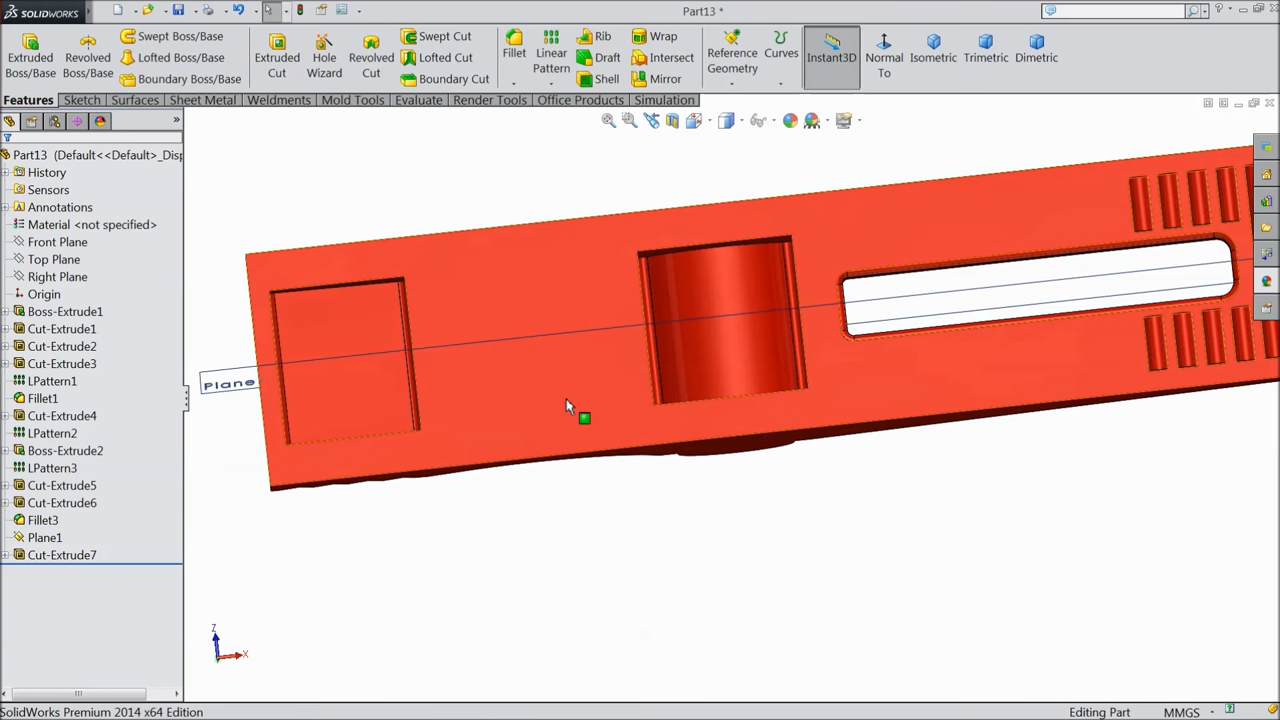 SOLIDWORKS
Part13 *
Extruded Boss/Base
Revolved Boss/Base
Swept Boss/Base
Lofted Boss/Base
Boundary Boss/Base
Extruded Cut
Hole Wizard
Revolved Cut
Swept Cut
Lofted Cut
Boundary Cut
Fillet
Linear Pattern
Rib
Draft
Shell
Wrap
Intersect
Mirror
Reference Geometry
Curves
Instant3D
Normal To
Isometric
Trimetric
Dimetric
Features
Sketch
Surfaces
Sheet Metal
Weldments
Mold Tools
Evaluate
Render Tools
Office Products
Simulation
Part13 (Default<<Default>_Disp
History
Sensors
Annotations
Material <not specified>
Front Plane
Top Plane
Right Plane
Origin
Boss-Extrude1
Cut-Extrude1
Cut-Extrude2
Cut-Extrude3
LPattern1
Fillet1
Cut-Extrude4
LPattern2
Boss-Extrude2
LPattern3
Cut-Extrude5
Cut-Extrude6
Fillet3
Plane1
Cut-Extrude7
Plane
Z
X
SolidWorks Premium 2014 x64 Edition
Editing Part
MMGS